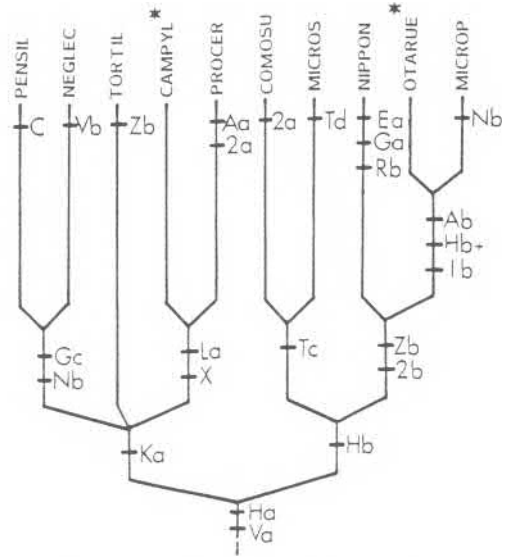 * *
PENSIL NEGLEC TORTIL CAMPYL PROCER COMOSU MICROS NIPPON OTARUE MICROP
C Vb Zb Aa 2a Td Ea Nb
2a Ga
Rb
Ab
Hb+
1b
Gc La Tc Zb
Nb X 2b
Ka Hb
Ha
Va